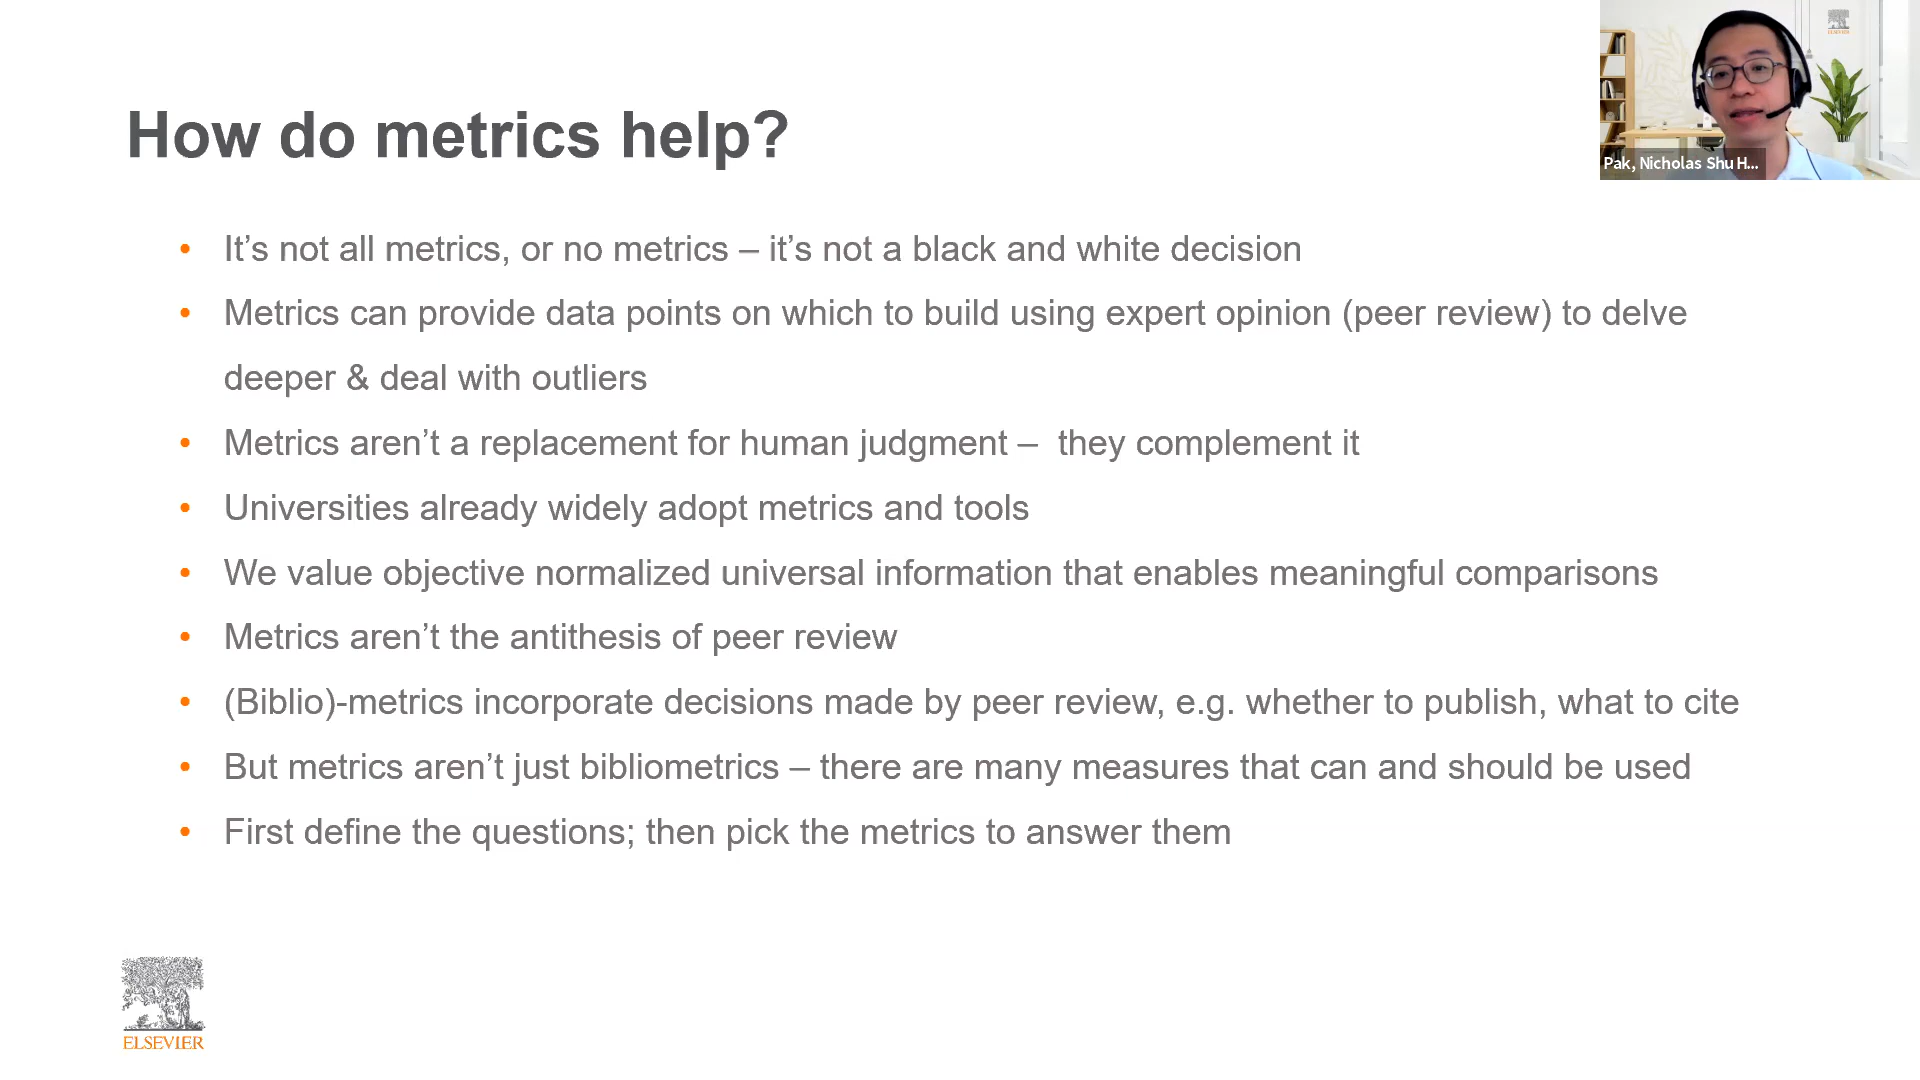 How do metrics help?
• It’s not all metrics, or no metrics – it’s not a black and white decision
• Metrics can provide data points on which to build using expert opinion (peer review) to delve
deeper & deal with outliers
• Metrics aren’t a replacement for human judgment –  they complement it
• Universities already widely adopt metrics and tools
• We value objective normalized universal information that enables meaningful comparisons
• Metrics aren’t the antithesis of peer review
• (Biblio)-metrics incorporate decisions made by peer review, e.g. whether to publish, what to cite
• But metrics aren’t just bibliometrics – there are many measures that can and should be used
• First define the questions; then pick the metrics to answer them
ELSEVIER
ELSEVIER
Pak, Nicholas Shu H...